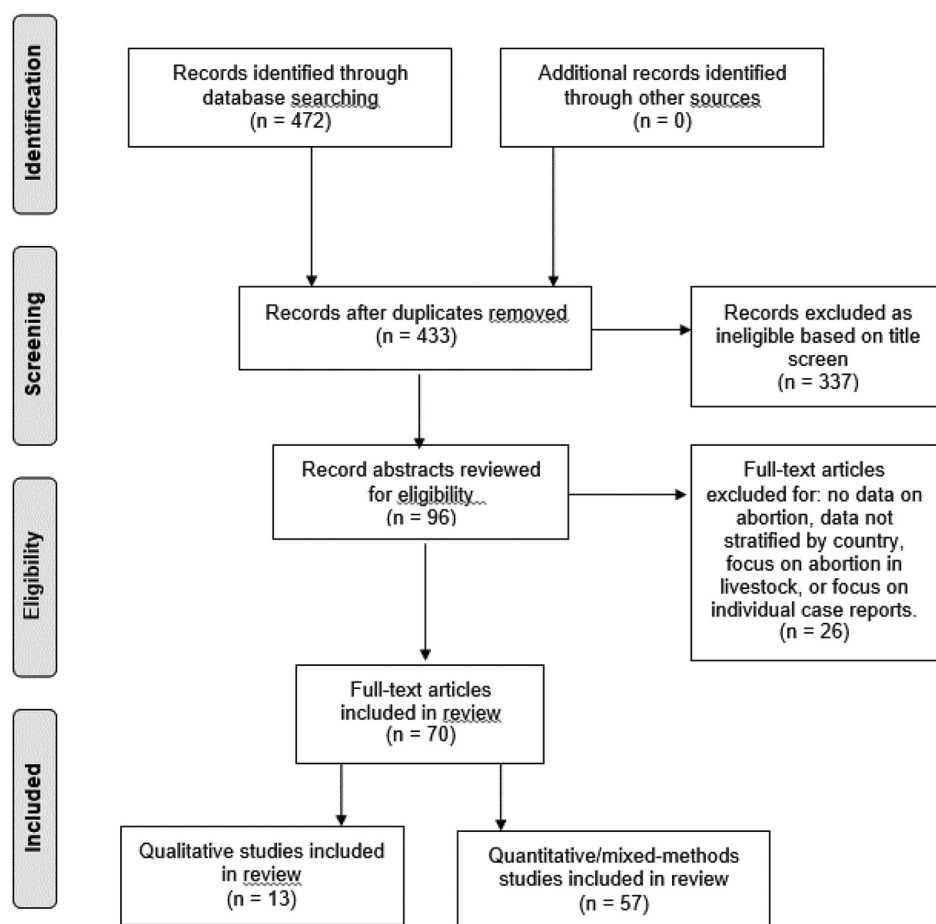 Identification
Records identified through
database searching
(n = 472)
Additional records identified
through other sources
(n = 0)
Screening
Records after duplicates removed
(n = 433)
Records excluded as
ineligible based on title
screen
(n = 337)
Eligibility
Record abstracts reviewed
for eligibility
(n = 96)
Full-text articles
excluded for: no data on
abortion, data not
stratified by country,
focus on abortion in
livestock, or focus on
individual case reports.
(n = 26)
Full-text articles
included in review
(n = 70)
Included
Qualitative studies included
in review
(n = 13)
Quantitative/mixed-methods
studies included in review
(n = 57)